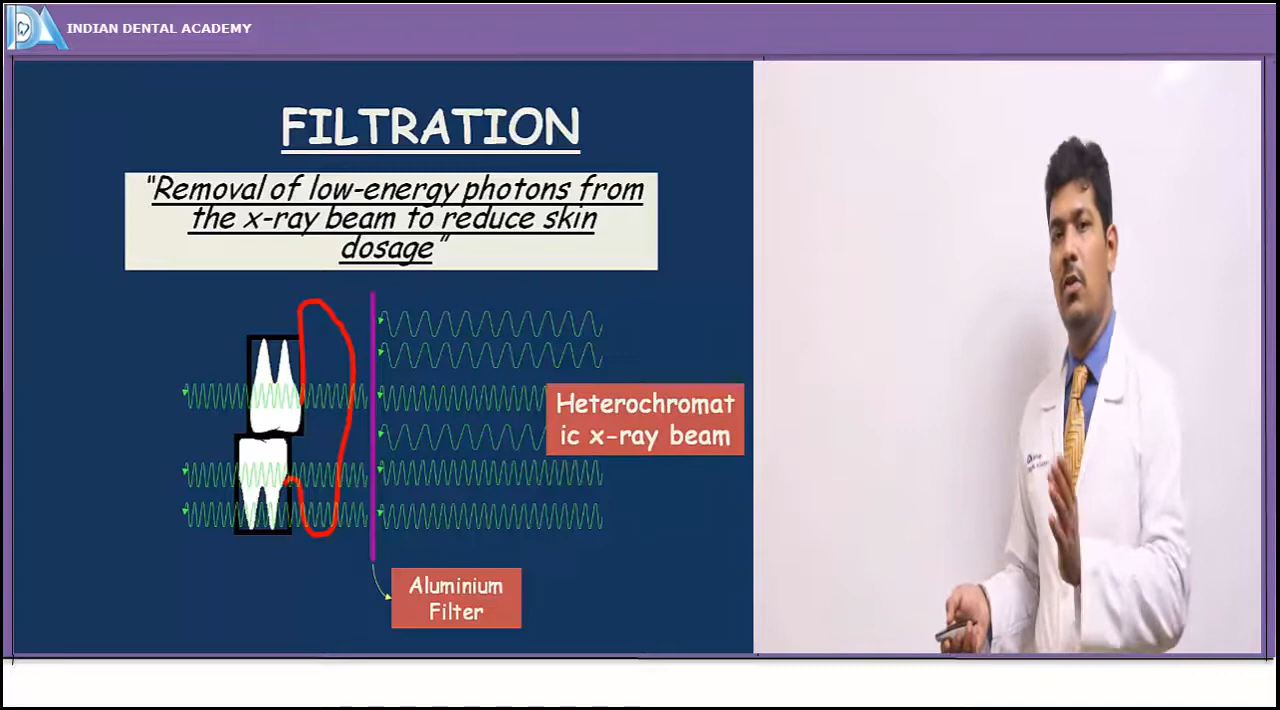 INDIAN DENTAL ACADEMY
FILTRATION
"Removal of low-energy photons from
the x-ray beam to reduce skin
dosage"
Heterochromat
ic x-ray beam
Aluminium
Filter